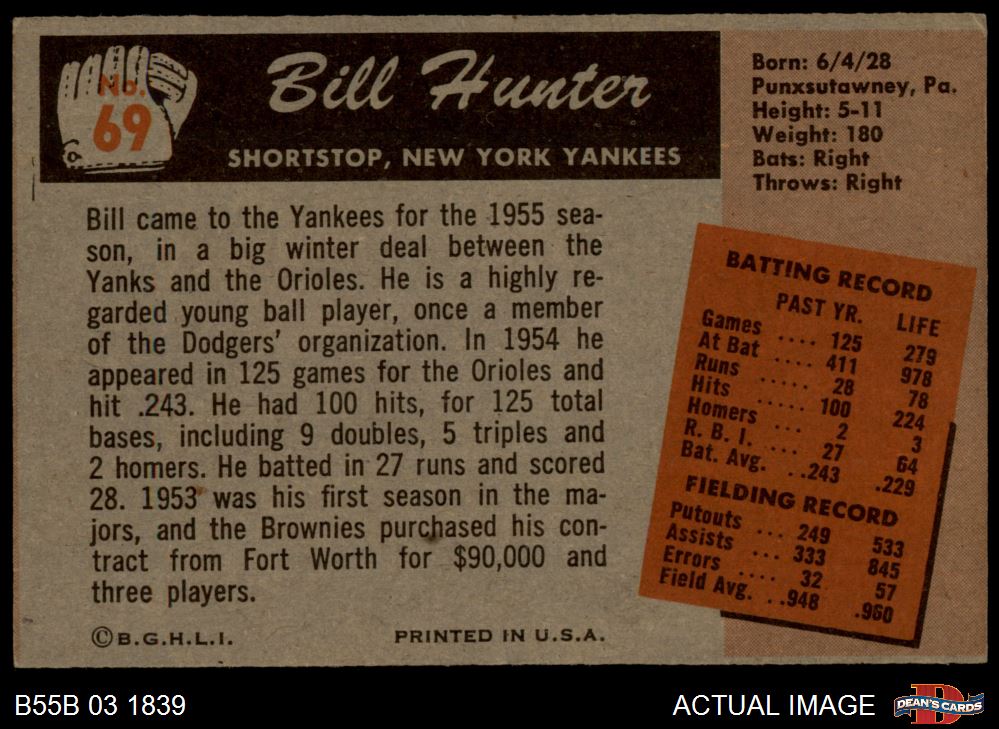 No.
69
Bill Hunter
SHORTSTOP, NEW YORK YANKEES
Born: 6/4/28
Punxsutawney, Pa.
Height: 5-11
Weight: 180
Bats: Right
Throws: Right
Bill came to the Yankees for the 1955 sea-
son, in a big winter deal between the
Yanks and the Orioles. He is a highly re-
garded young ball player, once a member
of the Dodgers' organization. In 1954 he
appeared in 125 games for the Orioles and
hit .243. He had 100 hits, for 125 total
bases, including 9 doubles, 5 triples and
2 homers. He batted in 27 runs and scored
28. 1953 was his first season in the ma-
jors, and the Brownies purchased his con-
tract from Fort Worth for $90,000 and
three players.
BATTING RECORD
PAST YR. LIFE
Games .... 125 279
At Bat .... 411 978
Runs ..... 28 78
Hits ..... 100 224
Homers ... 2 3
R. B. I. ... 27 64
Bat. Avg. ..243 .229
FIELDING RECORD
Putouts ... 249 533
Assists ... 333 845
Errors .... 32 57
Field Avg. ..948 .960
©B.G.H.L.I. PRINTED IN U.S.A.
B55B 03 1839 ACTUAL IMAGE
D
DEAN'S CARDS